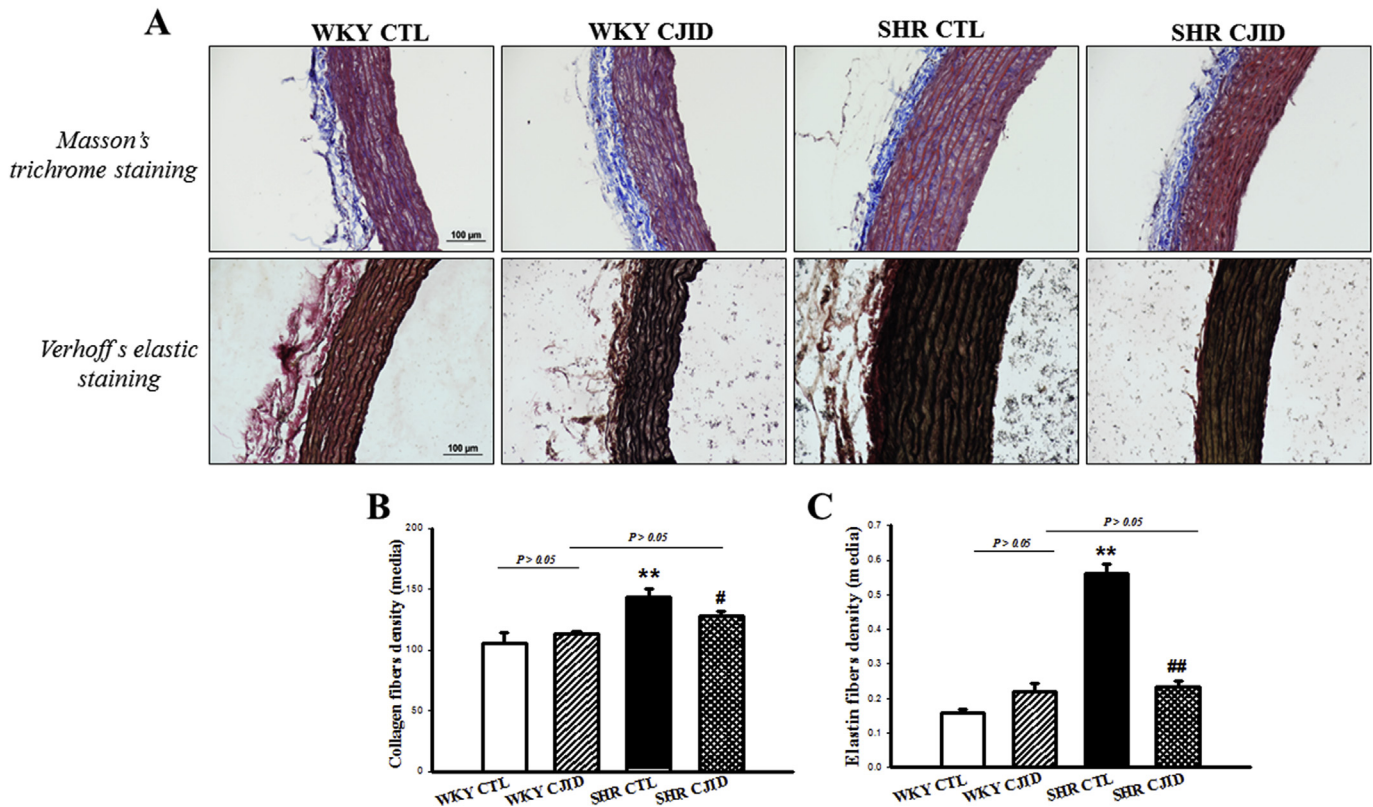 A
WKY CTL
WKY CJID
SHR CTL
SHR CJID
Masson's
trichrome staining
100 µm
Verhoff s elastic
staining
100 µm
B
Collagen fibers density (media)
200
150
100
50
0
P > 0.05
P > 0.05
**
#
WKY CTL
WKY CJID
SHR CTL
SHR CJID
C
Elastin fibers density (media)
0.7
0.6
0.5
0.4
0.3
0.2
0.1
0.0
P > 0.05
P > 0.05
**
##
WKY CTL
WKY CJID
SHR CTL
SHR CJID